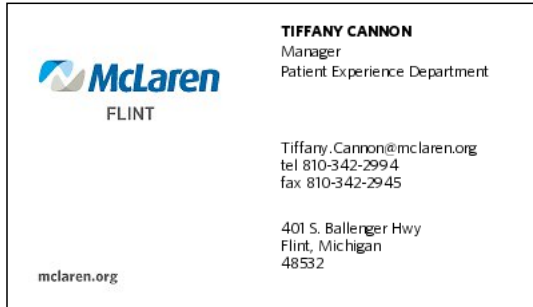 McLaren
FLINT
mclaren.org
TIFFANY CANNON
Manager
Patient Experience Department
Tiffany.Cannon@mclaren.org
tel 810-342-2994
fax 810-342-2945
401 S. Ballenger Hwy
Flint, Michigan
48532